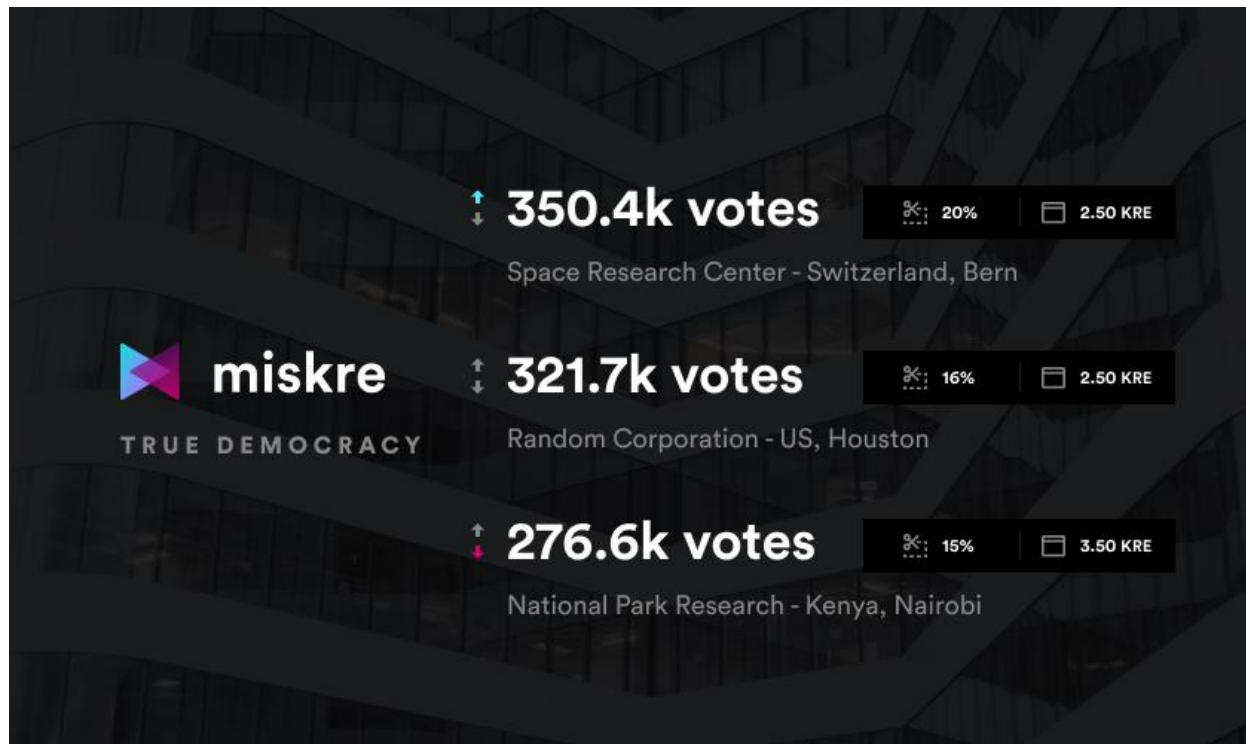 350.4k votes
20%
2.50 KRE
Space Research Center - Switzerland, Bern
miskre
TRUE DEMOCRACY
321.7k votes
16%
2.50 KRE
Random Corporation - US, Houston
276.6k votes
15%
3.50 KRE
National Park Research - Kenya, Nairobi